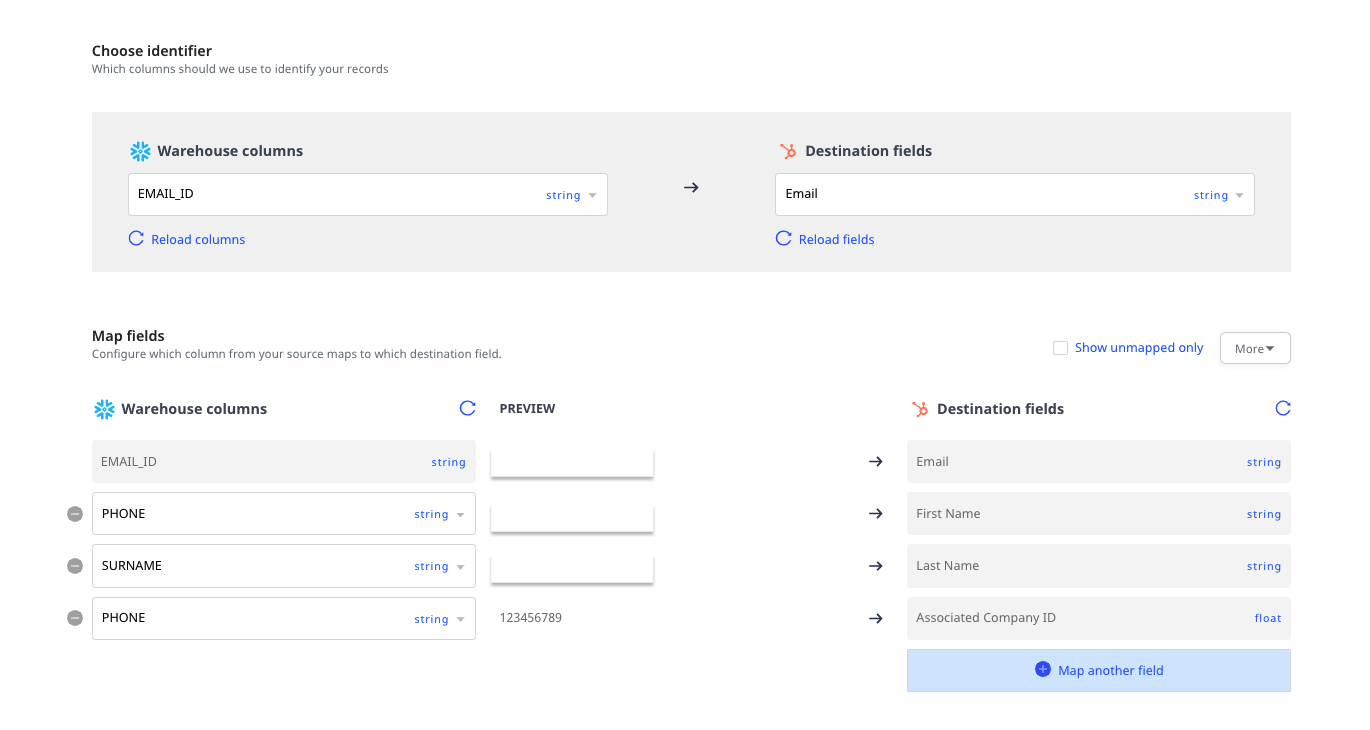 Choose identifier
Which columns should we use to identify your records
Warehouse columns
Destination fields
EMAIL_ID string
Email string
Reload columns
Reload fields
Map fields
Configure which column from your source maps to which destination field.
Show unmapped only
More
Warehouse columns
PREVIEW
Destination fields
EMAIL_ID string
Email string
PHONE string
First Name string
SURNAME string
Last Name string
PHONE string
123456789
Associated Company ID float
Map another field